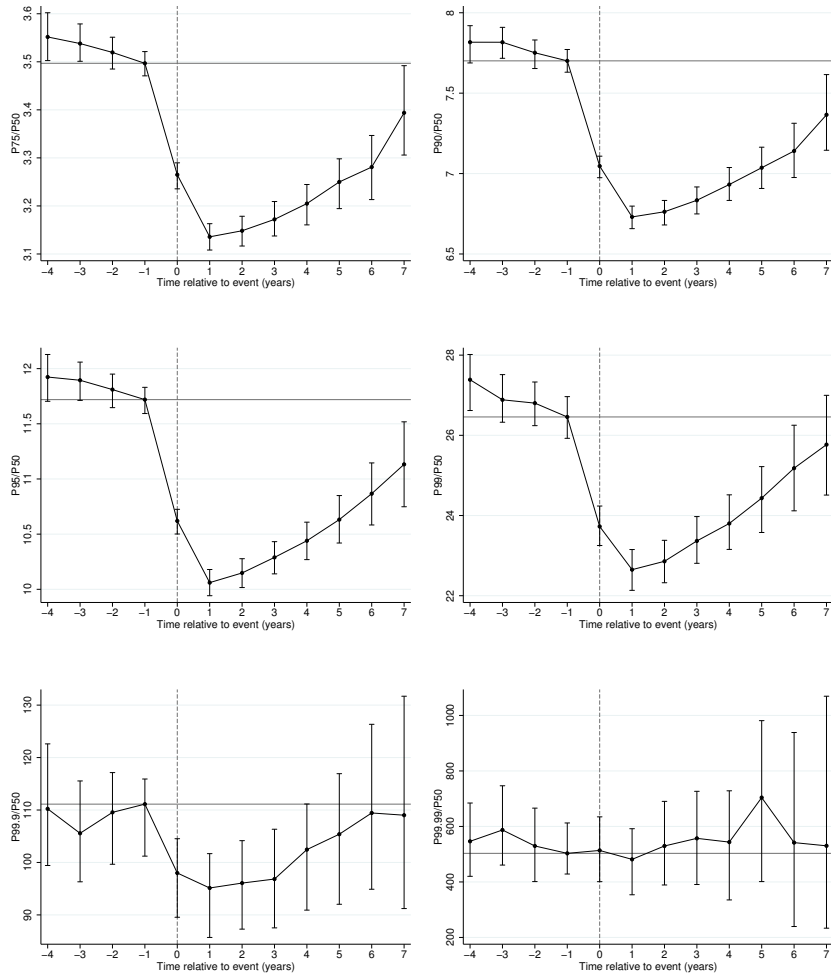 P75/P50
3.6
3.5
3.4
3.3
3.2
3.1
−4 −3 −2 −1 0 1 2 3 4 5 6 7
Time relative to event (years)
P90/P50
8
7.5
7
6.5
−4 −3 −2 −1 0 1 2 3 4 5 6 7
Time relative to event (years)
P95/P50
12
11.5
11
10.5
10
−4 −3 −2 −1 0 1 2 3 4 5 6 7
Time relative to event (years)
P99/P50
28
26
24
22
−4 −3 −2 −1 0 1 2 3 4 5 6 7
Time relative to event (years)
P99.9/P50
130
120
110
100
90
−4 −3 −2 −1 0 1 2 3 4 5 6 7
Time relative to event (years)
P99.99/P50
1000
800
600
400
200
−4 −3 −2 −1 0 1 2 3 4 5 6 7
Time relative to event (years)